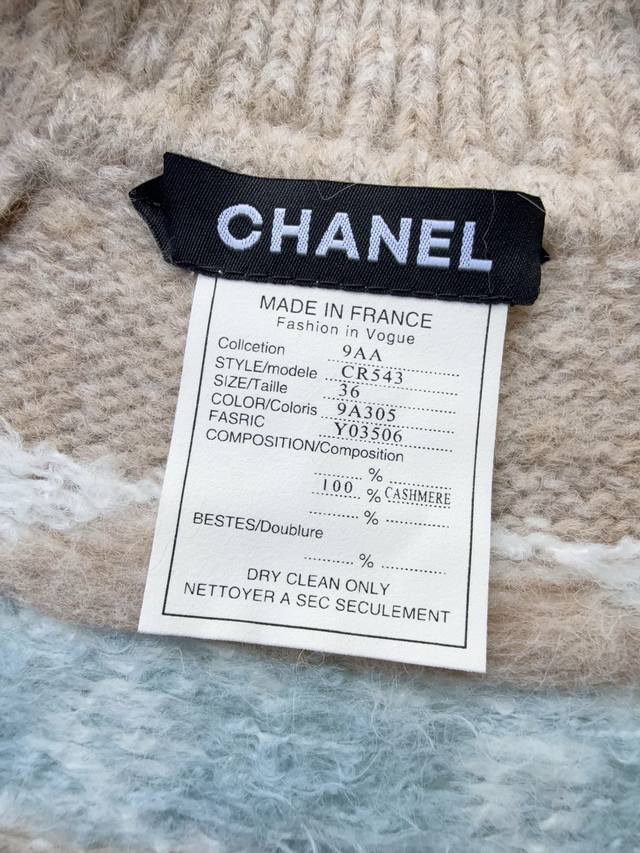 CHANEL
MADE IN FRANCE
Fashion in Vogue
Collcetion 9AA
STYLE/modele CR543
SIZE/Taille 36
COLOR/Coloris 9A305
FASRIC Y03506
COMPOSITION/Composition
%
100 % CASHMERE
%
BESTES/Doublure
%
DRY CLEAN ONLY
NETTOYER A SEC SECULEMENT